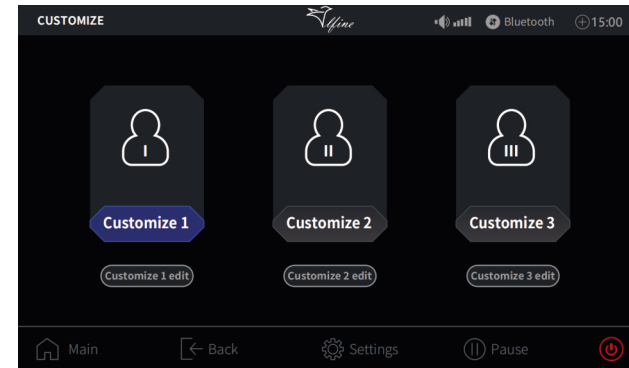 CUSTOMIZE
Elfine
Bluetooth
15:00
I
II
III
Customize 1
Customize 2
Customize 3
Customize 1 edit
Customize 2 edit
Customize 3 edit
Main
Back
Settings
Pause